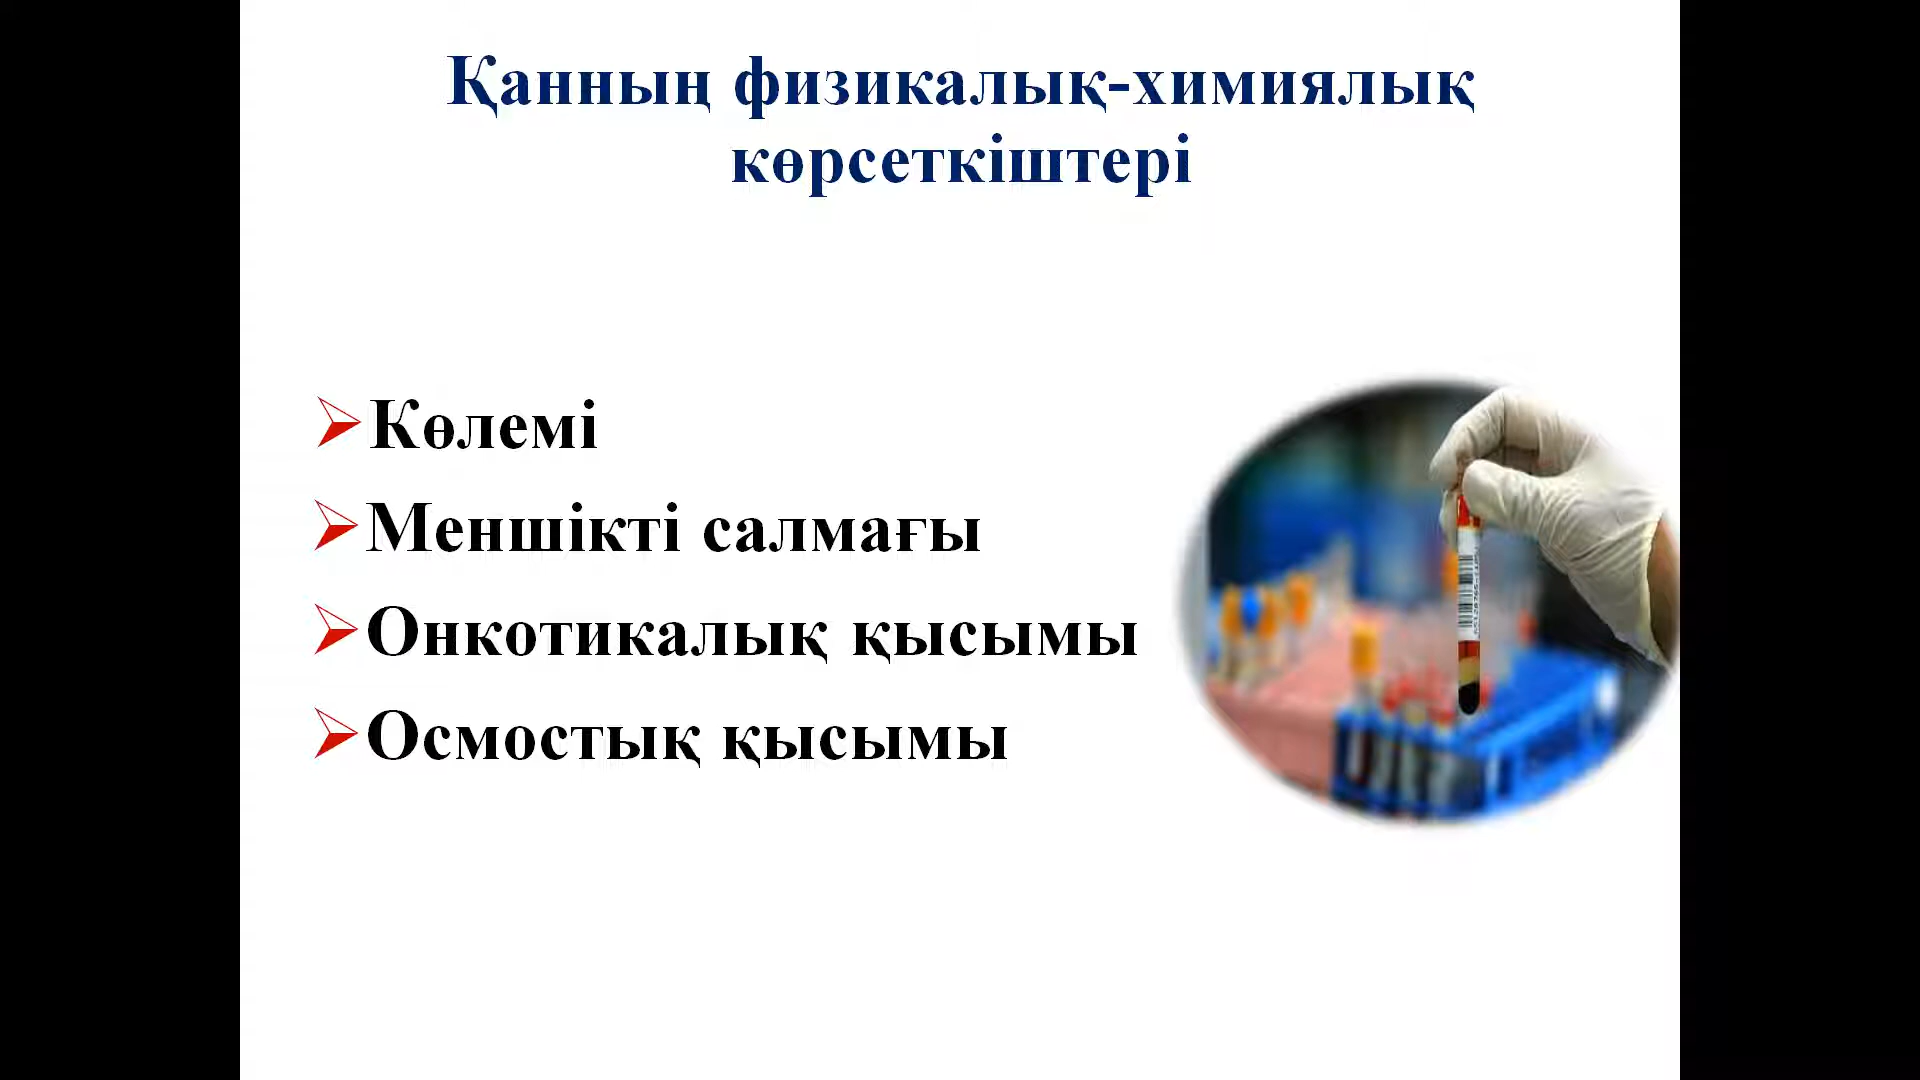 Қанның физикалық-химиялық
көрсеткіштері
Көлемі
Меншікті салмағы
Онкотикалық қысымы
Осмостық қысымы